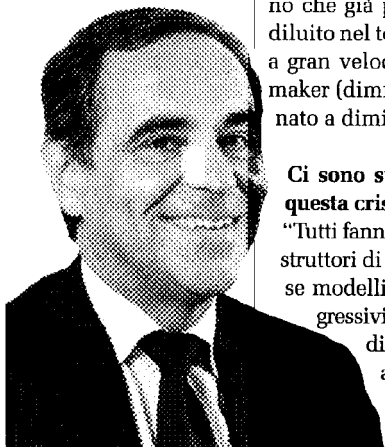 no che già p
diluito nel te
a gran veloc
maker (dimi
nato a dimi
Ci sono st
questa cris
“Tutti fann
struttori di
se modelli
gressivi
di
a